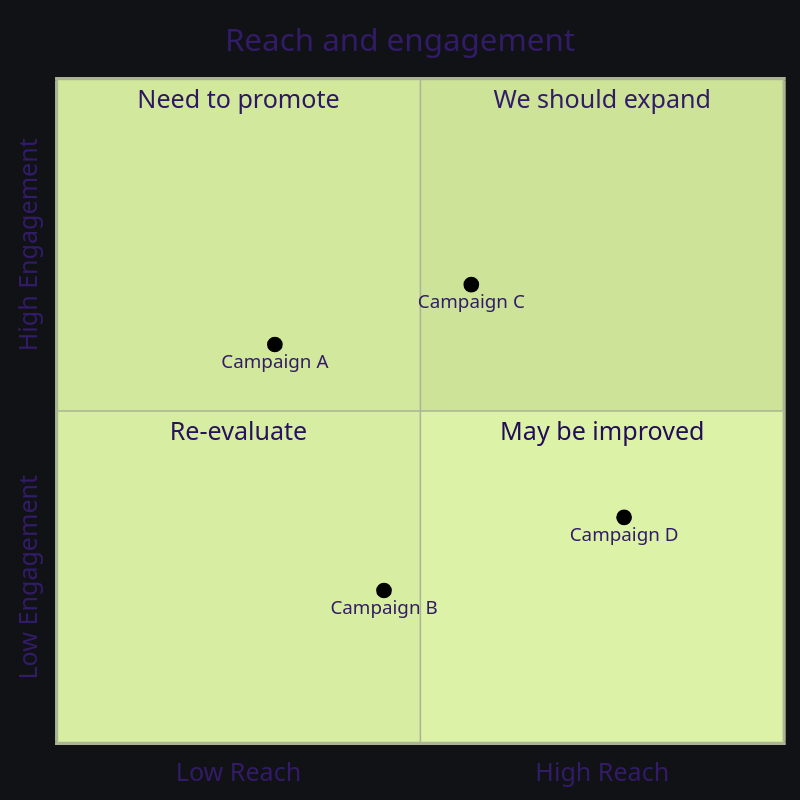 Reach and engagement
Need to promote
We should expand
High Engagement
Campaign C
Campaign A
Re-evaluate
May be improved
Low Engagement
Campaign D
Campaign B
Low Reach
High Reach